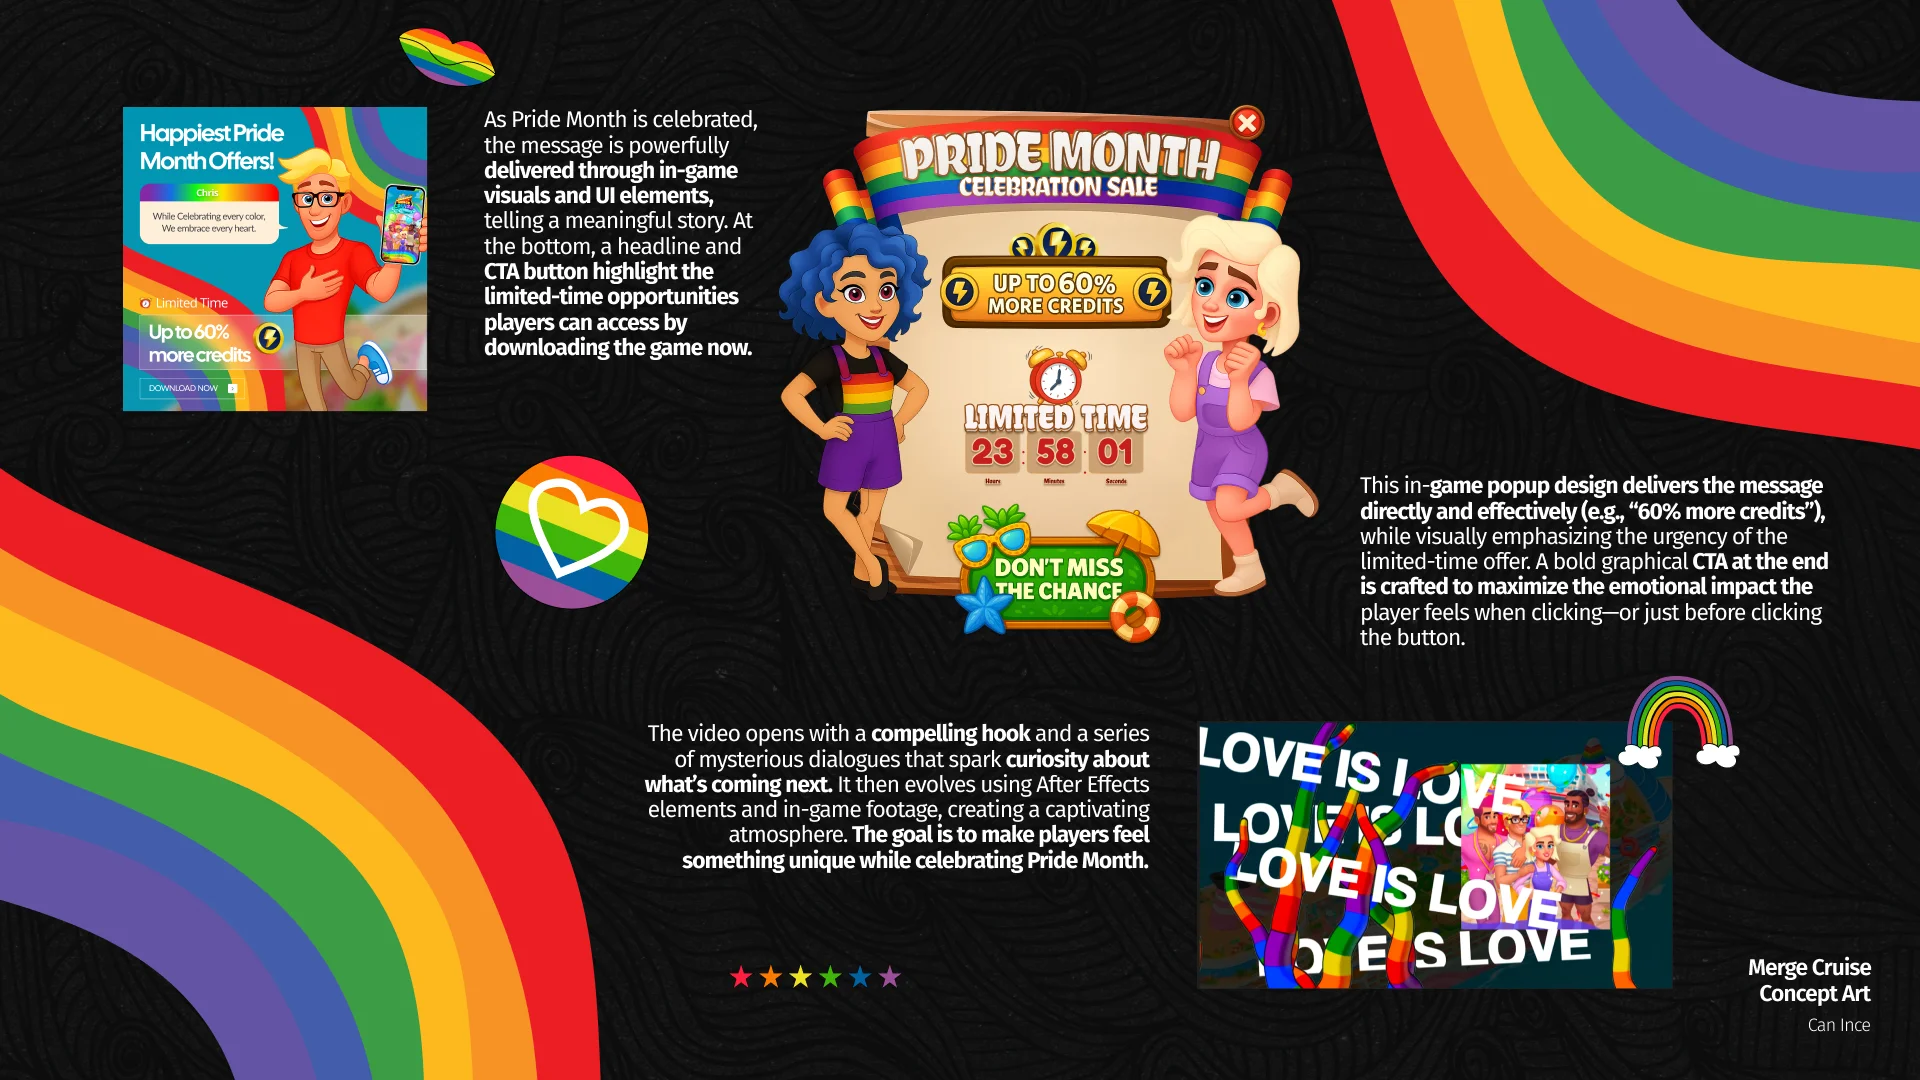 Happiest Pride
Month Offers!
Chris
While Celebrating every color,
We embrace every heart.
Limited Time
Up to 60%
more credits
DOWNLOAD NOW
As Pride Month is celebrated,
the message is powerfully
delivered through in-game
visuals and UI elements,
telling a meaningful story. At
the bottom, a headline and
CTA button highlight the
limited-time opportunities
players can access by
downloading the game now.
PRIDE MONTH
CELEBRATION SALE
UP TO 60%
MORE CREDITS
LIMITED TIME
23 : 58 : 01
Hours Minutes Seconds
DON'T MISS
THE CHANCE
This in-game popup design delivers the message
directly and effectively (e.g., “60% more credits”),
while visually emphasizing the urgency of the
limited-time offer. A bold graphical CTA at the end
is crafted to maximize the emotional impact the
player feels when clicking—or just before clicking
the button.
The video opens with a compelling hook and a series
of mysterious dialogues that spark curiosity about
what’s coming next. It then evolves using After Effects
elements and in-game footage, creating a captivating
atmosphere. The goal is to make players feel
something unique while celebrating Pride Month.
LOVE IS LOVE
LOVE IS LO
LOVE IS LOVE
LOVE IS LOVE
Merge Cruise
Concept Art
Can Ince